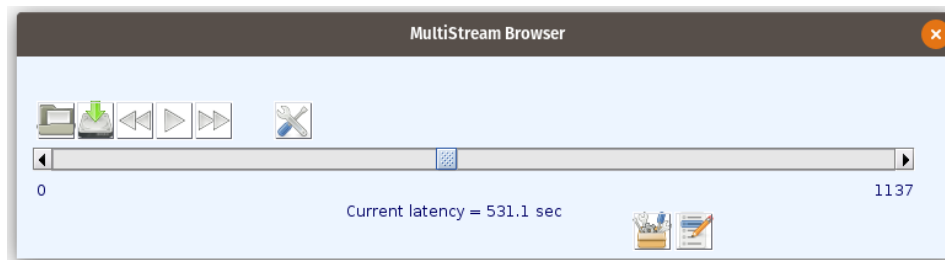 MultiStream Browser
0
1137
Current latency = 531.1 sec